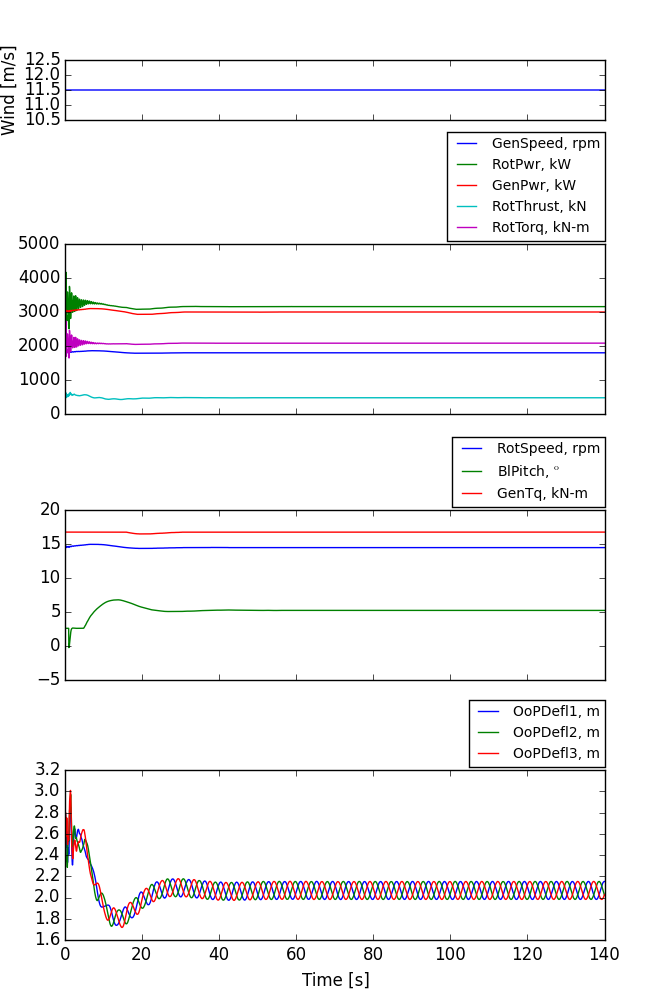 Wind [m/s]
12.5
12.0
11.5
11.0
10.5
GenSpeed, rpm
RotPwr, kW
GenPwr, kW
RotThrust, kN
RotTorq, kN-m
5000
4000
3000
2000
1000
0
RotSpeed, rpm
BlPitch, °
GenTq, kN-m
20
15
10
5
0
−5
OoPDefl1, m
OoPDefl2, m
OoPDefl3, m
3.2
3.0
2.8
2.6
2.4
2.2
2.0
1.8
1.6
0 20 40 60 80 100 120 140
Time [s]